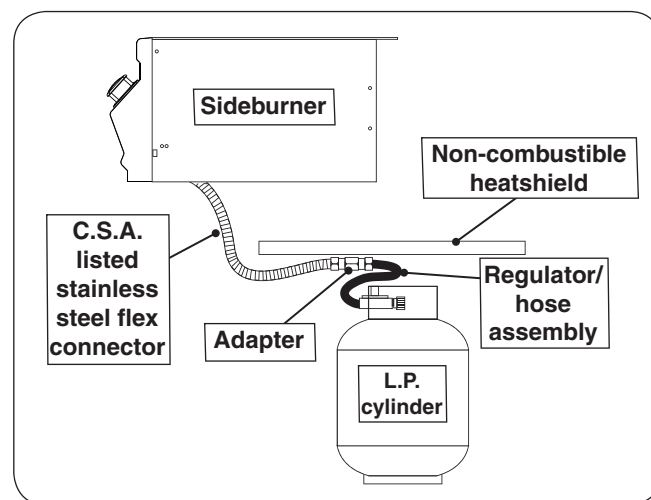 Sideburner
Non-combustible
heatshield
C.S.A.
listed
stainless
steel flex
connector
Adapter
Regulator/
hose
assembly
L.P.
cylinder